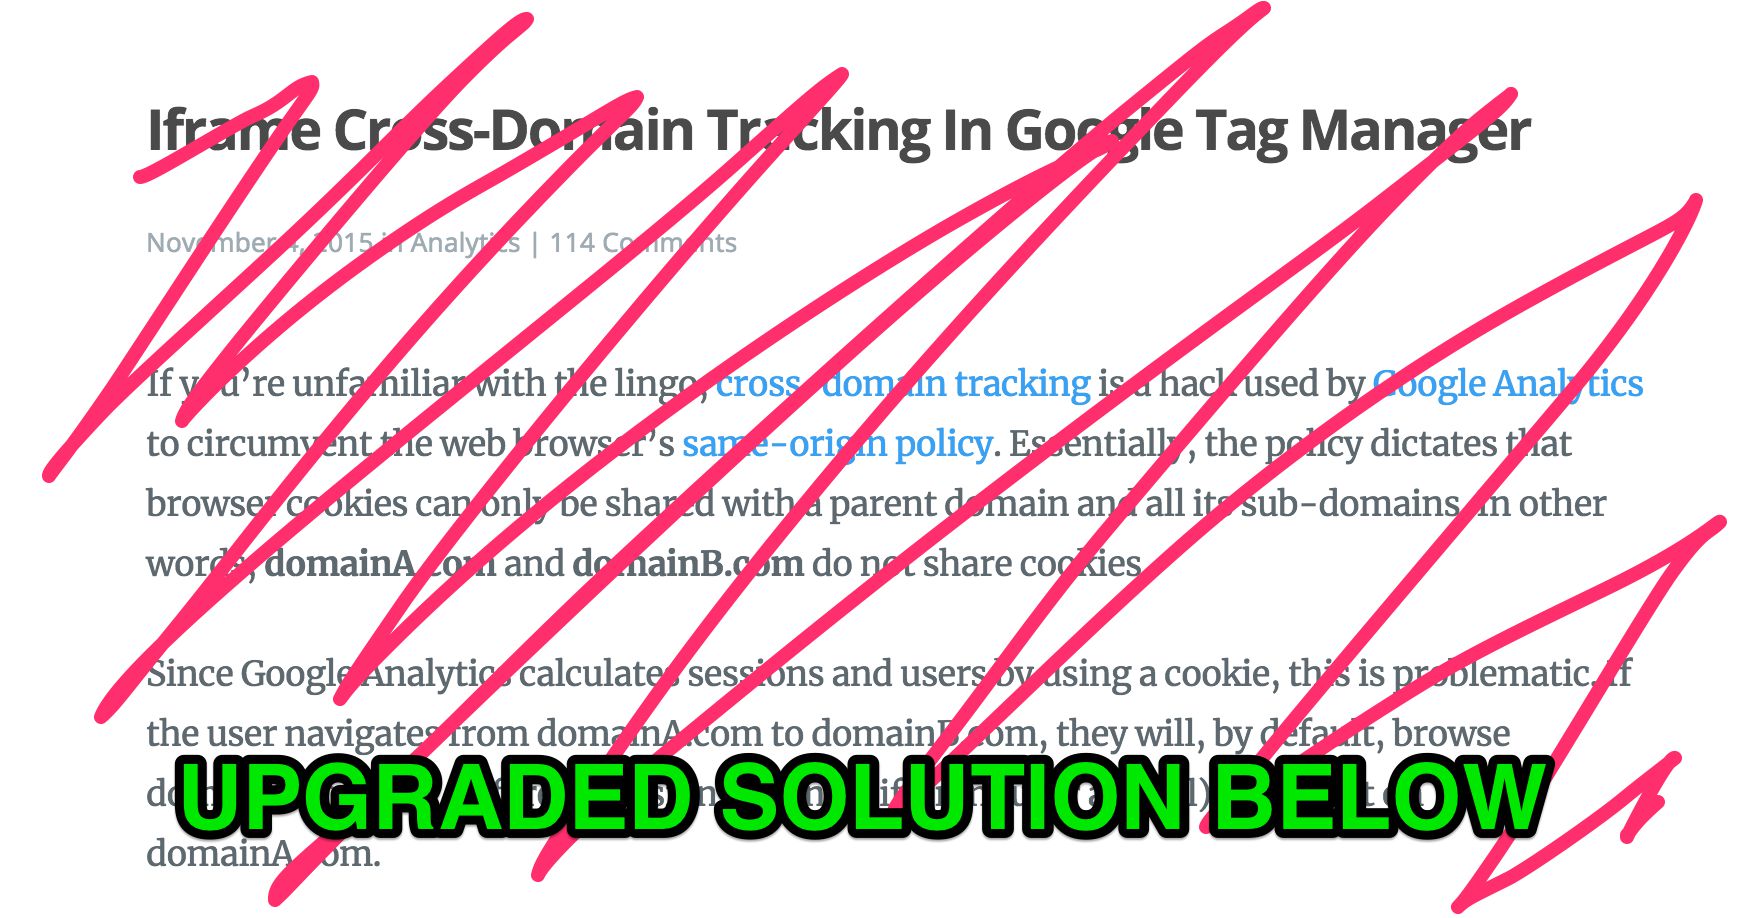 Iframe Cross-Domain Tracking In Google Tag Manager
November 4, 2015 in Analytics | 114 Comments
If you’re unfamiliar with the lingo, cross-domain tracking is a hack used by Google Analytics
to circumvent the web browser’s same-origin policy. Essentially, the policy dictates that
browser cookies can only be shared with a parent domain and all its sub-domains. In other
words, domainA.com and domainB.com do not share cookies.
Since Google Analytics calculates sessions and users by using a cookie, this is problematic. If
the user navigates from domainA.com to domainB.com, they will, by default, browse
UPGRADED SOLUTION BELOW
domainA.com.